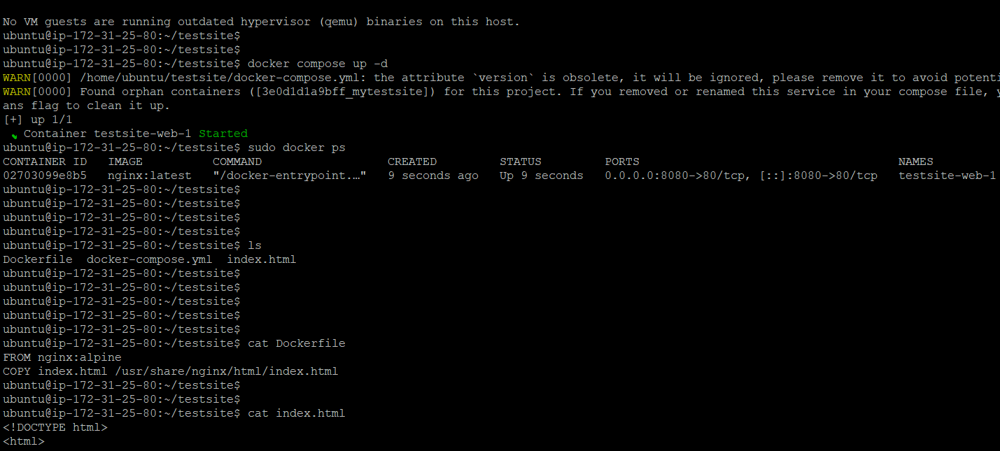 No VM guests are running outdated hypervisor (qemu) binaries on this host.
ubuntu@ip-172-31-25-80:~/testsite$
ubuntu@ip-172-31-25-80:~/testsite$
ubuntu@ip-172-31-25-80:~/testsite$ docker compose up -d
WARN[0000] /home/ubuntu/testsite/docker-compose.yml: the attribute `version` is obsolete, it will be ignored, please remove it to avoid potenti
WARN[0000] Found orphan containers ([3e0d1d1a9bff_mytestsite]) for this project. If you removed or renamed this service in your compose file, y
ans flag to clean it up.
[+] up 1/1
✔ Container testsite-web-1 Started
ubuntu@ip-172-31-25-80:~/testsite$ sudo docker ps
CONTAINER ID   IMAGE          COMMAND                  CREATED         STATUS         PORTS                                     NAMES
02703099e8b5   nginx:latest   "/docker-entrypoint.…"   9 seconds ago   Up 9 seconds   0.0.0.0:8080->80/tcp, [::]:8080->80/tcp   testsite-web-1
ubuntu@ip-172-31-25-80:~/testsite$
ubuntu@ip-172-31-25-80:~/testsite$
ubuntu@ip-172-31-25-80:~/testsite$
ubuntu@ip-172-31-25-80:~/testsite$
ubuntu@ip-172-31-25-80:~/testsite$ ls
Dockerfile  docker-compose.yml  index.html
ubuntu@ip-172-31-25-80:~/testsite$
ubuntu@ip-172-31-25-80:~/testsite$
ubuntu@ip-172-31-25-80:~/testsite$
ubuntu@ip-172-31-25-80:~/testsite$
ubuntu@ip-172-31-25-80:~/testsite$
ubuntu@ip-172-31-25-80:~/testsite$ cat Dockerfile
FROM nginx:alpine
COPY index.html /usr/share/nginx/html/index.html
ubuntu@ip-172-31-25-80:~/testsite$
ubuntu@ip-172-31-25-80:~/testsite$
ubuntu@ip-172-31-25-80:~/testsite$ cat index.html
<!DOCTYPE html>
<html>